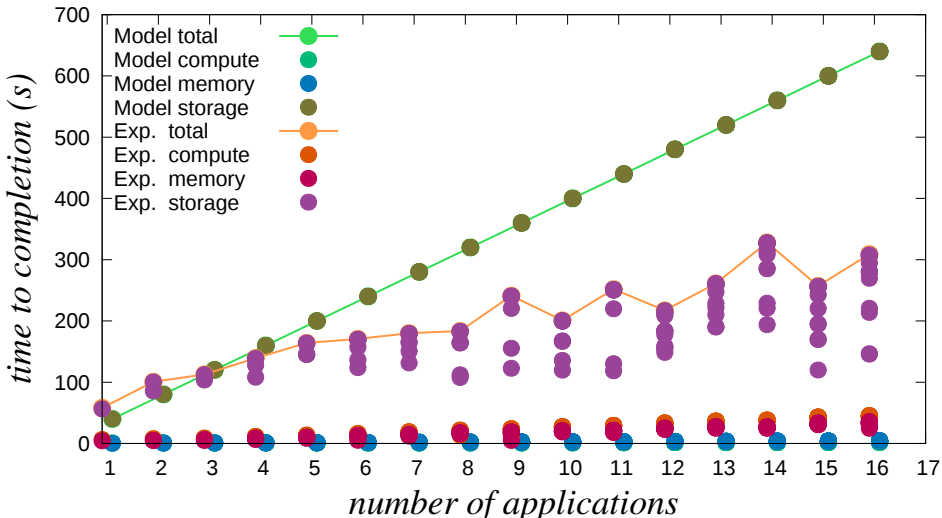 700
600
500
400
300
200
100
0
time to completion (s)
Model total
Model compute
Model memory
Model storage
Exp. total
Exp. compute
Exp. memory
Exp. storage
1 2 3 4 5 6 7 8 9 10 11 12 13 14 15 16 17
number of applications